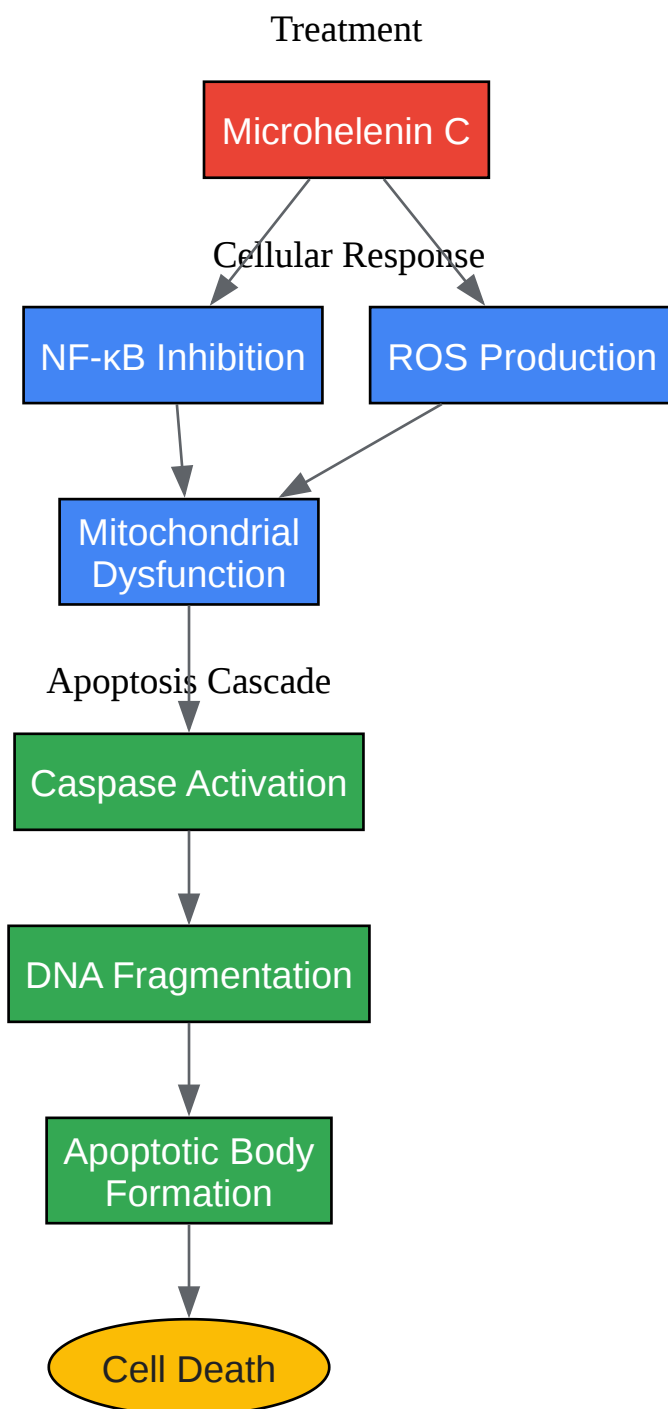 Treatment
Microhelenin C
Cellular Response
NF-κB Inhibition
ROS Production
Mitochondrial
Dysfunction
Apoptosis Cascade
Caspase Activation
DNA Fragmentation
Apoptotic Body
Formation
Cell Death